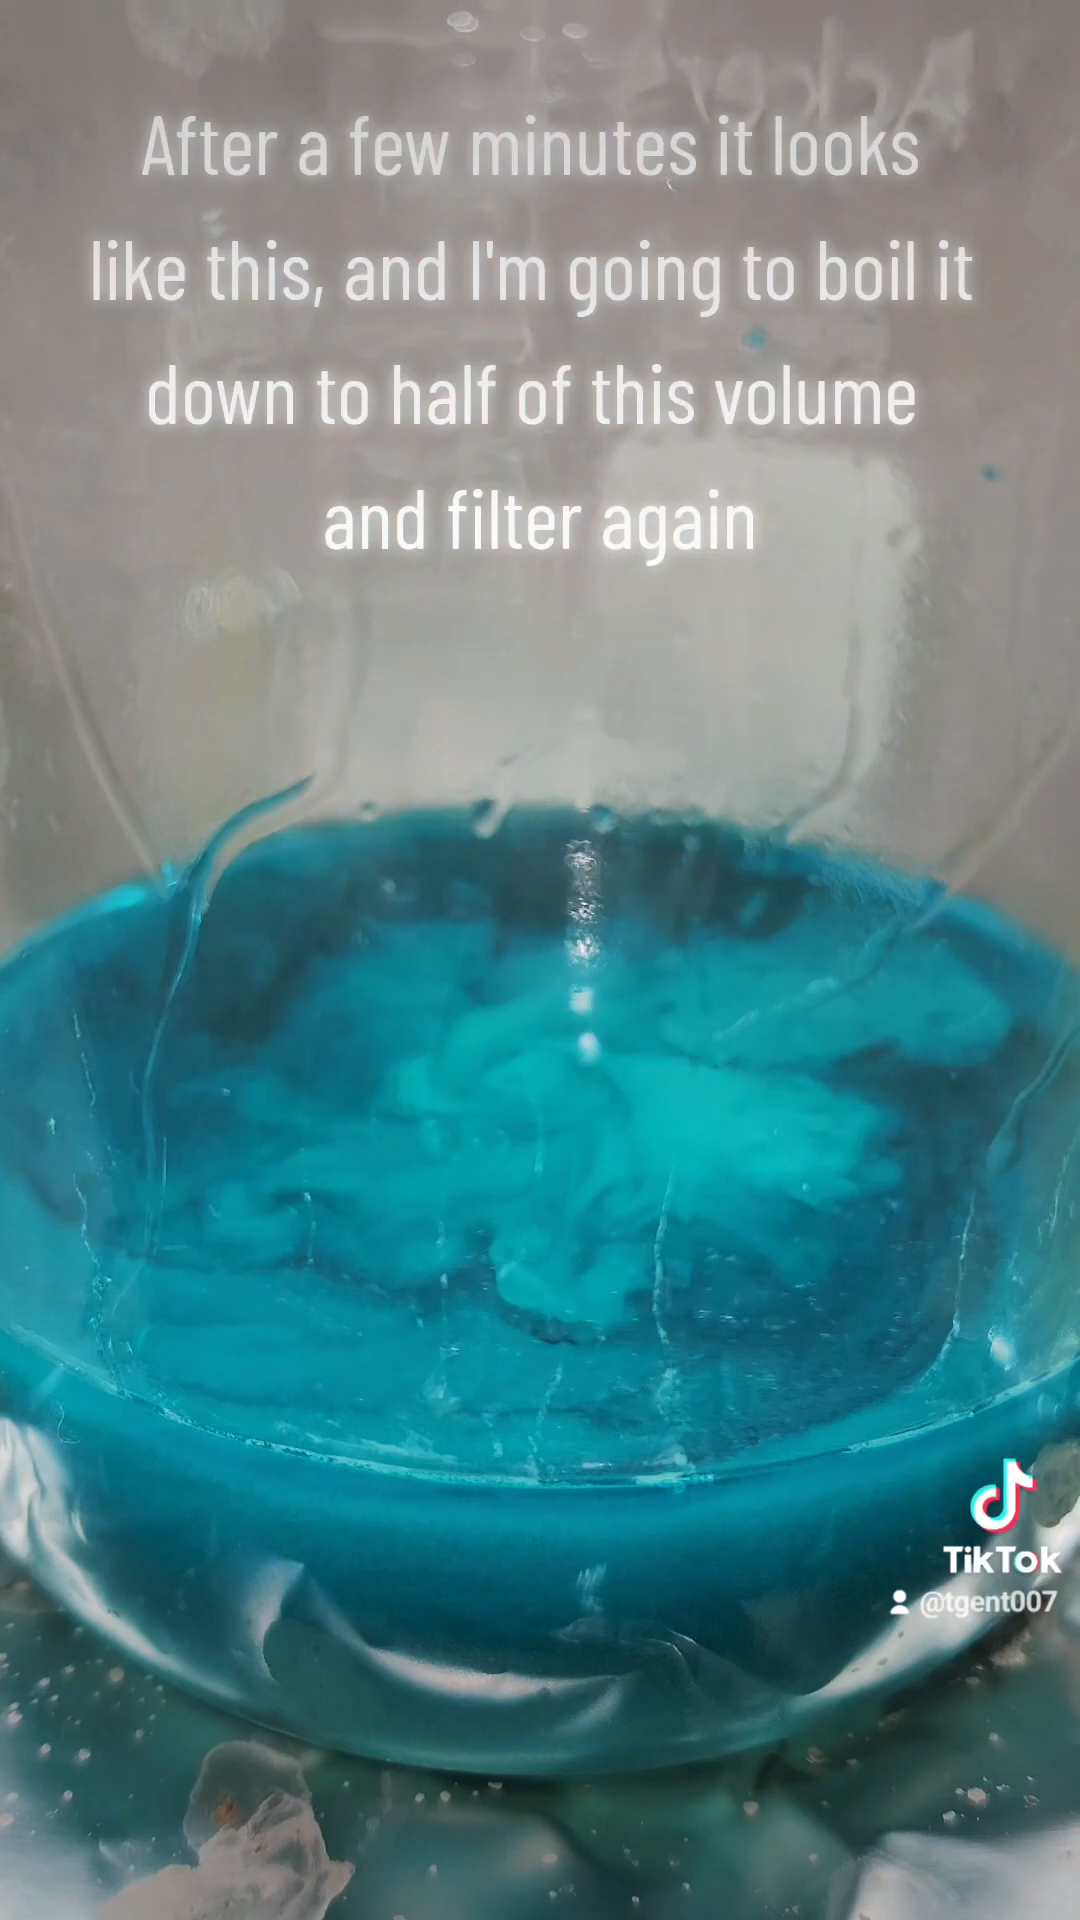 After a few minutes it looks
like this, and I'm going to boil it
down to half of this volume
and filter again
TikTok
@tgent007